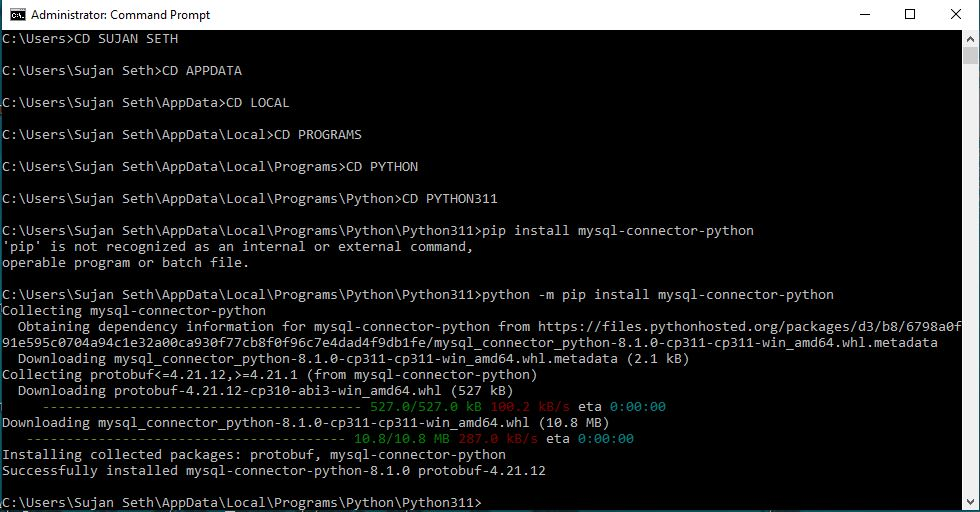 Administrator: Command Prompt
C:\Users>CD SUJAN SETH
C:\Users\Sujan Seth>CD APPDATA
C:\Users\Sujan Seth\AppData>CD LOCAL
C:\Users\Sujan Seth\AppData\Local>CD PROGRAMS
C:\Users\Sujan Seth\AppData\Local\Programs>CD PYTHON
C:\Users\Sujan Seth\AppData\Local\Programs\Python>CD PYTHON311
C:\Users\Sujan Seth\AppData\Local\Programs\Python\Python311>pip install mysql-connector-python
'pip' is not recognized as an internal or external command,
operable program or batch file.
C:\Users\Sujan Seth\AppData\Local\Programs\Python\Python311>python -m pip install mysql-connector-python
Collecting mysql-connector-python
  Obtaining dependency information for mysql-connector-python from https://files.pythonhosted.org/packages/d3/b8/6798a0f
91e595c0704a94c1e32a00ca930f77cb8f0f96c7e4dad4f9db1fe/mysql_connector_python-8.1.0-cp311-cp311-win_amd64.whl.metadata
  Downloading mysql_connector_python-8.1.0-cp311-cp311-win_amd64.whl.metadata (2.1 kB)
Collecting protobuf<=4.21.12,>=4.21.1 (from mysql-connector-python)
  Downloading protobuf-4.21.12-cp310-abi3-win_amd64.whl (527 kB)
     ---------------------------------------- 527.0/527.0 kB 100.2 kB/s eta 0:00:00
Downloading mysql_connector_python-8.1.0-cp311-cp311-win_amd64.whl (10.8 MB)
   ---------------------------------------- 10.8/10.8 MB 287.0 kB/s eta 0:00:00
Installing collected packages: protobuf, mysql-connector-python
Successfully installed mysql-connector-python-8.1.0 protobuf-4.21.12
C:\Users\Sujan Seth\AppData\Local\Programs\Python\Python311>